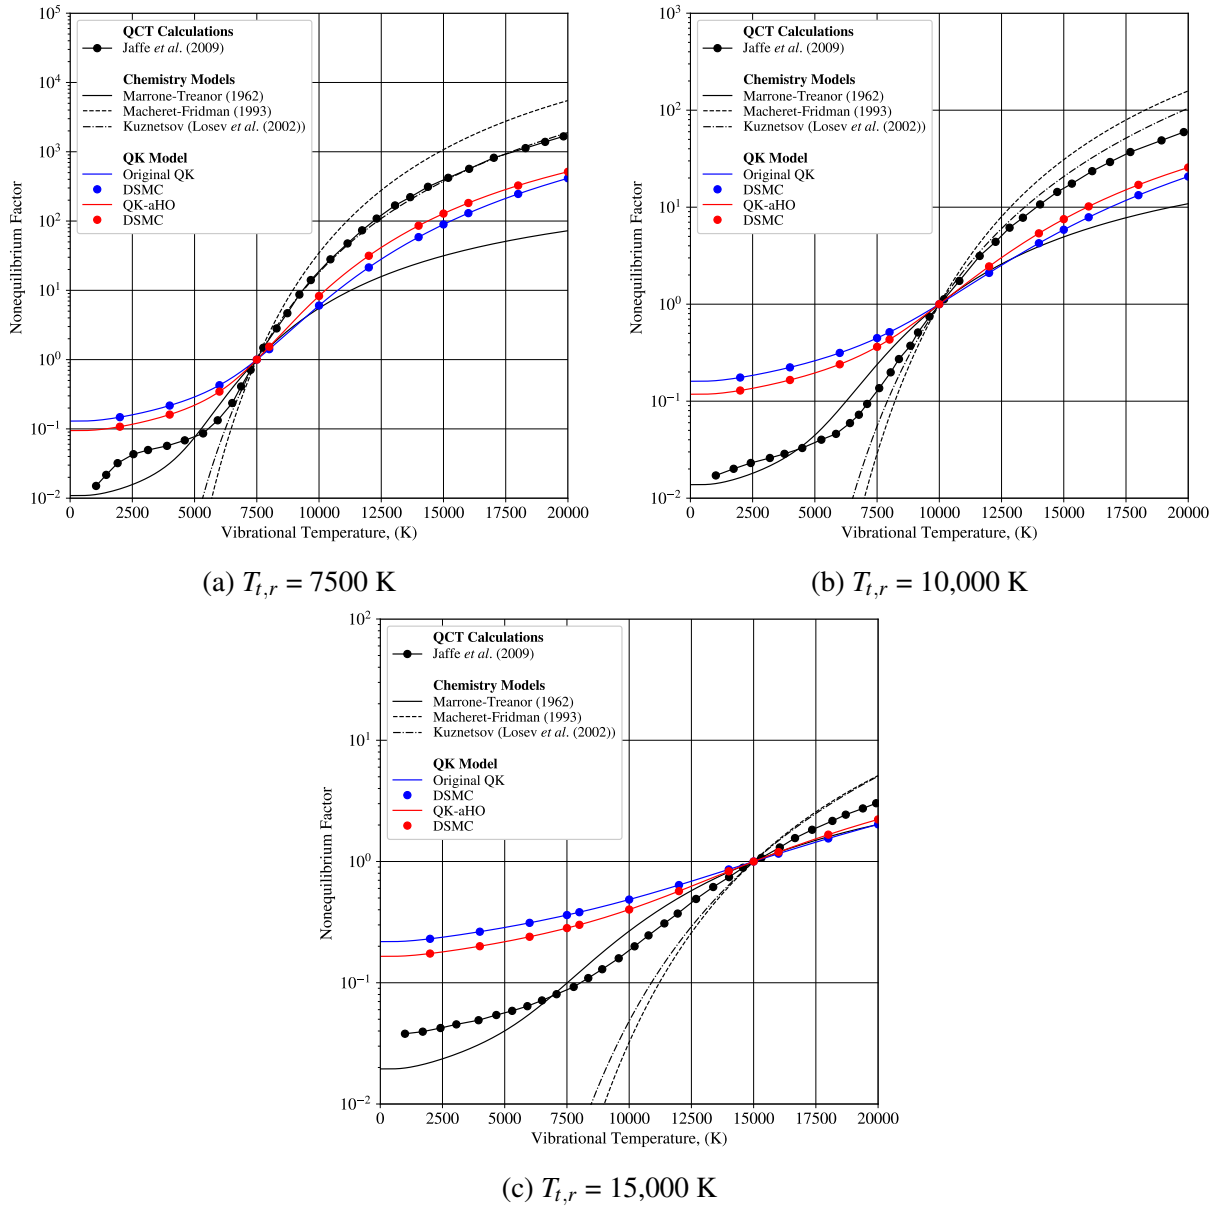 QCT Calculations
Jaffe et al. (2009)
Chemistry Models
Marrone-Treanor (1962)
Macheret-Fridman (1993)
Kuznetsov (Losev et al. (2002))
QK Model
Original QK
DSMC
QK-aHO
DSMC
10^5
10^4
10^3
10^2
10^1
10^0
10^−1
10^−2
Nonequilibrium Factor
0 2500 5000 7500 10000 12500 15000 17500 20000
Vibrational Temperature, (K)
(a) T_{t,r} = 7500 K
QCT Calculations
Jaffe et al. (2009)
Chemistry Models
Marrone-Treanor (1962)
Macheret-Fridman (1993)
Kuznetsov (Losev et al. (2002))
QK Model
Original QK
DSMC
QK-aHO
DSMC
10^3
10^2
10^1
10^0
10^−1
10^−2
Nonequilibrium Factor
0 2500 5000 7500 10000 12500 15000 17500 20000
Vibrational Temperature, (K)
(b) T_{t,r} = 10,000 K
QCT Calculations
Jaffe et al. (2009)
Chemistry Models
Marrone-Treanor (1962)
Macheret-Fridman (1993)
Kuznetsov (Losev et al. (2002))
QK Model
Original QK
DSMC
QK-aHO
DSMC
10^2
10^1
10^0
10^−1
10^−2
Nonequilibrium Factor
0 2500 5000 7500 10000 12500 15000 17500 20000
Vibrational Temperature, (K)
(c) T_{t,r} = 15,000 K